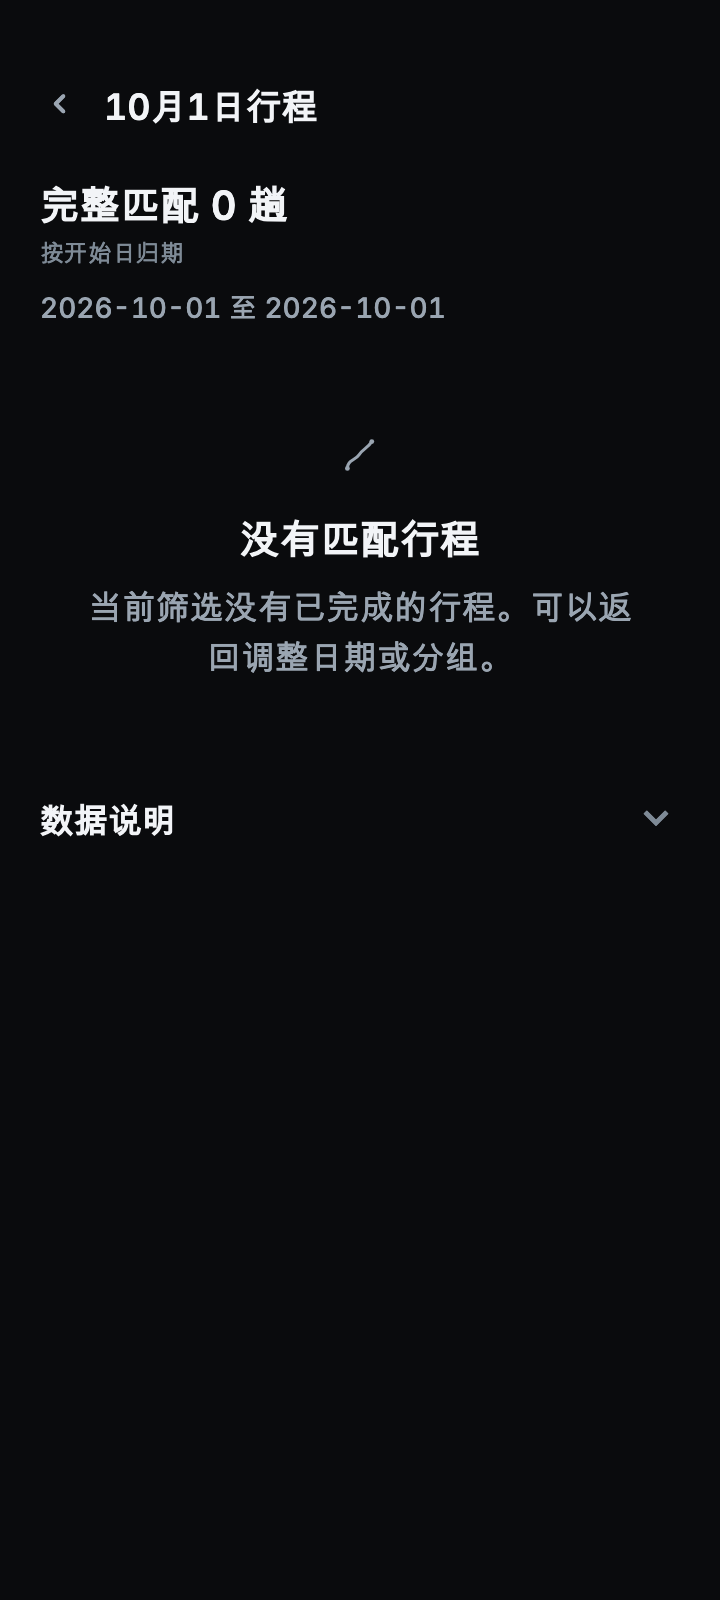 10月1日行程
完整匹配 0 趟
按开始日归期
2026-10-01 至 2026-10-01
没有匹配行程
当前筛选没有已完成的行程。可以返
回调整日期或分组。
数据说明